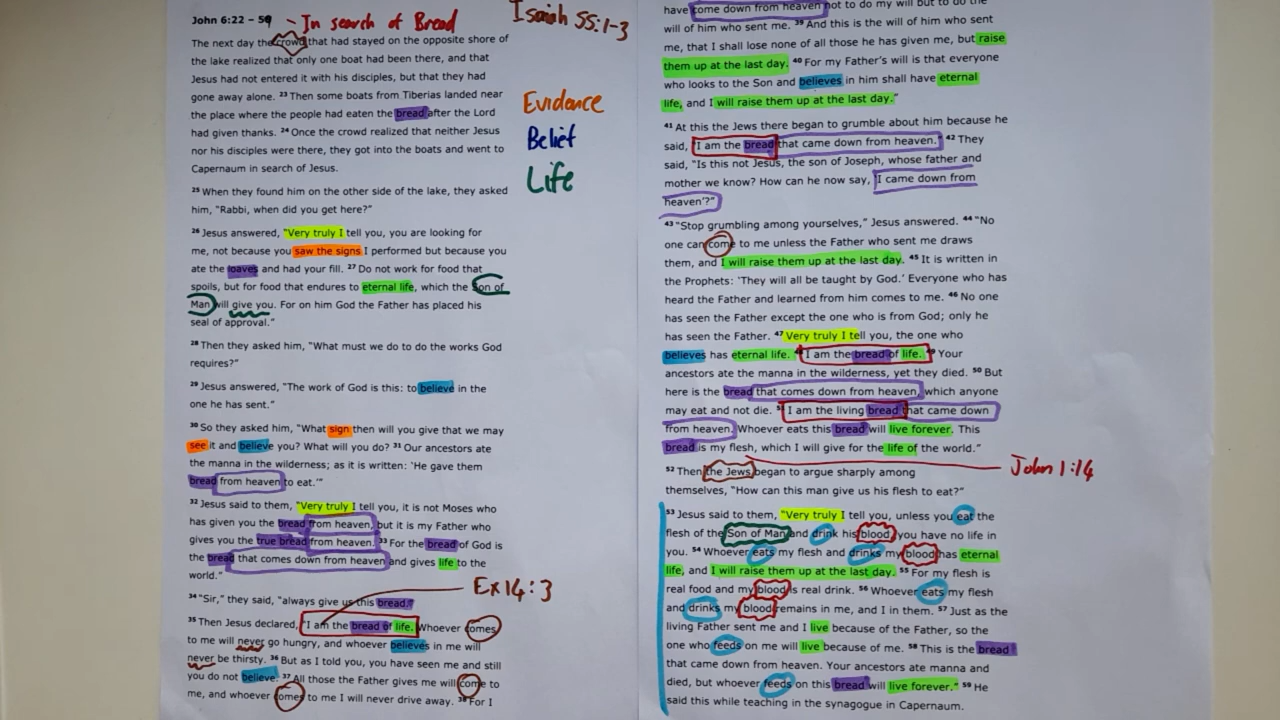 John 6:22 – 59 - In search of Bread
Isaiah 55:1-3
The next day the crowd that had stayed on the opposite shore of
the lake realized that only one boat had been there, and that
Jesus had not entered it with his disciples, but that they had
gone away alone. 23 Then some boats from Tiberias landed near
the place where the people had eaten the bread after the Lord
had given thanks. 24 Once the crowd realized that neither Jesus
nor his disciples were there, they got into the boats and went to
Capernaum in search of Jesus.
Evidence
Belief
Life
25 When they found him on the other side of the lake, they asked
him, “Rabbi, when did you get here?”
26 Jesus answered, “Very truly I tell you, you are looking for
me, not because you saw the signs I performed but because you
ate the loaves and had your fill. 27 Do not work for food that
spoils, but for food that endures to eternal life, which the Son of
Man will give you. For on him God the Father has placed his
seal of approval.”
28 Then they asked him, “What must we do to do the works God
requires?”
29 Jesus answered, “The work of God is this: to believe in the
one he has sent.”
30 So they asked him, “What sign then will you give that we may
see it and believe you? What will you do? 31 Our ancestors ate
the manna in the wilderness; as it is written: ‘He gave them
bread from heaven to eat.’”
32 Jesus said to them, “Very truly I tell you, it is not Moses who
has given you the bread from heaven, but it is my Father who
gives you the true bread from heaven. 33 For the bread of God is
the bread that comes down from heaven and gives life to the
world.”
Ex 14:3
34 “Sir,” they said, “always give us this bread.”
35 Then Jesus declared, “I am the bread of life. Whoever comes
to me will never go hungry, and whoever believes in me will
never be thirsty. 36 But as I told you, you have seen me and still
you do not believe. 37 All those the Father gives me will come to
me, and whoever comes to me I will never drive away. 38 For I
have come down from heaven not to do my will but to do the
will of him who sent me. 39 And this is the will of him who sent
me, that I shall lose none of all those he has given me, but raise
them up at the last day. 40 For my Father’s will is that everyone
who looks to the Son and believes in him shall have eternal
life, and I will raise them up at the last day.”
41 At this the Jews there began to grumble about him because he
said, “I am the bread that came down from heaven.” 42 They
said, “Is this not Jesus, the son of Joseph, whose father and
mother we know? How can he now say, ‘I came down from
heaven’?”
43 “Stop grumbling among yourselves,” Jesus answered. 44 “No
one can come to me unless the Father who sent me draws
them, and I will raise them up at the last day. 45 It is written in
the Prophets: ‘They will all be taught by God.’ Everyone who has
heard the Father and learned from him comes to me. 46 No one
has seen the Father except the one who is from God; only he
has seen the Father. 47 Very truly I tell you, the one who
believes has eternal life. 48 I am the bread of life. 49 Your
ancestors ate the manna in the wilderness, yet they died. 50 But
here is the bread that comes down from heaven, which anyone
may eat and not die. 51 I am the living bread that came down
from heaven. Whoever eats this bread will live forever. This
bread is my flesh, which I will give for the life of the world.”
John 1:14
52 Then the Jews began to argue sharply among
themselves, “How can this man give us his flesh to eat?”
53 Jesus said to them, “Very truly I tell you, unless you eat the
flesh of the Son of Man and drink his blood, you have no life in
you. 54 Whoever eats my flesh and drinks my blood has eternal
life, and I will raise them up at the last day. 55 For my flesh is
real food and my blood is real drink. 56 Whoever eats my flesh
and drinks my blood remains in me, and I in them. 57 Just as the
living Father sent me and I live because of the Father, so the
one who feeds on me will live because of me. 58 This is the bread
that came down from heaven. Your ancestors ate manna and
died, but whoever feeds on this bread will live forever.” 59 He
said this while teaching in the synagogue in Capernaum.